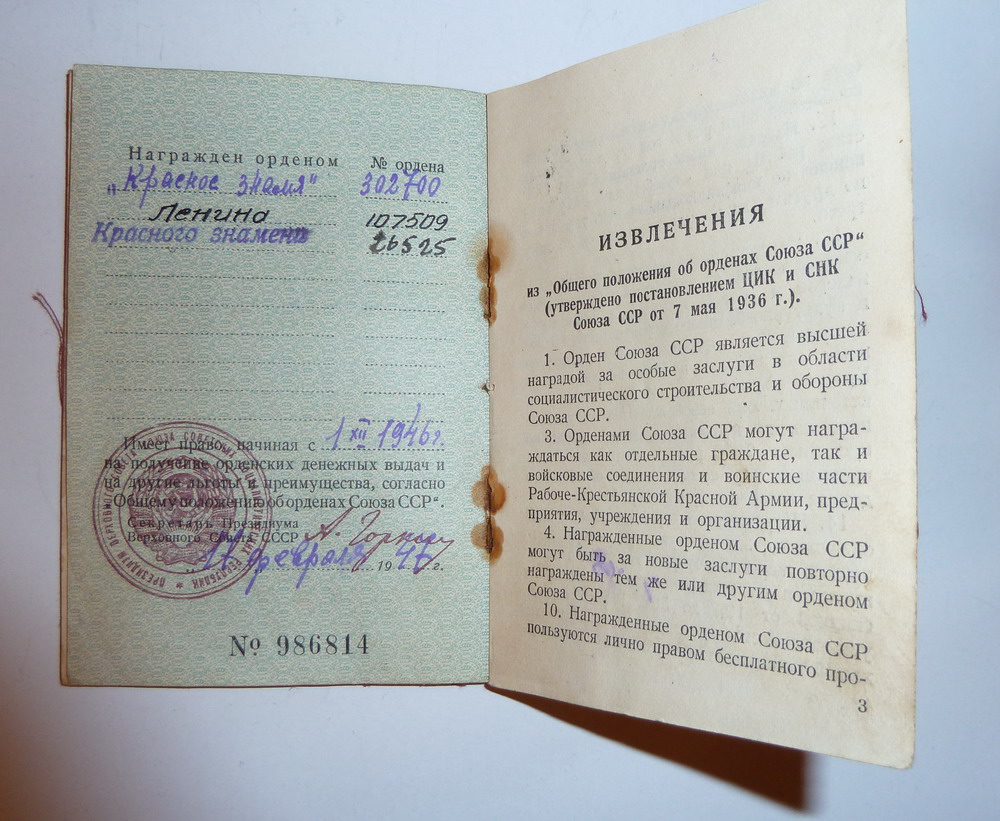 Награжден орденом № ордена
„Красное знамя" 302700
Ленина 107509
Красного знамени 26525
Имеет право, начиная с 1 XII 1946 г.
на получение орденских денежных выдач и
на другие льготы и преимущества, согласно
„Общему положению об орденах Союза ССР“.
Секретарь Президиума
Верховного Совета СССР А. Горкин
февраля 194 г.
№ 986814
ИЗВЛЕЧЕНИЯ
из „Общего положения об орденах Союза ССР“
(утверждено постановлением ЦИК и СНК
Союза ССР от 7 мая 1936 г.).
1. Орден Союза ССР является высшей
наградой за особые заслуги в области
социалистического строительства и обороны
Союза ССР.
3. Орденами Союза ССР могут награ-
ждаться как отдельные граждане, так и
войсковые соединения и воинские части
Рабоче-Крестьянской Красной Армии, пред-
приятия, учреждения и организации.
4. Награжденные орденом Союза ССР
могут быть за новые заслуги повторно
награждены тем же или другим орденом
Союза ССР.
10. Награжденные орденом Союза ССР
пользуются лично правом бесплатного про-
3